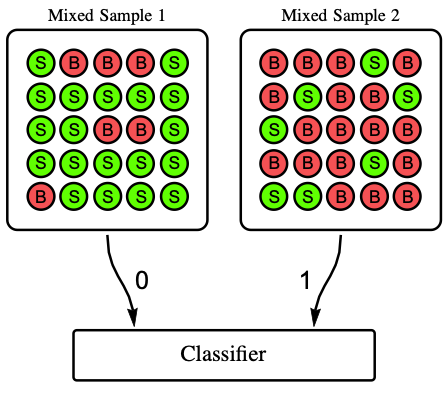 Mixed Sample 1
Mixed Sample 2
S B B B S
B B B S B
S S S S S
B S B B S
S S B B S
S B B B B
S S S S S
B B B S B
B S S S S
S S B B B
0
1
Classifier